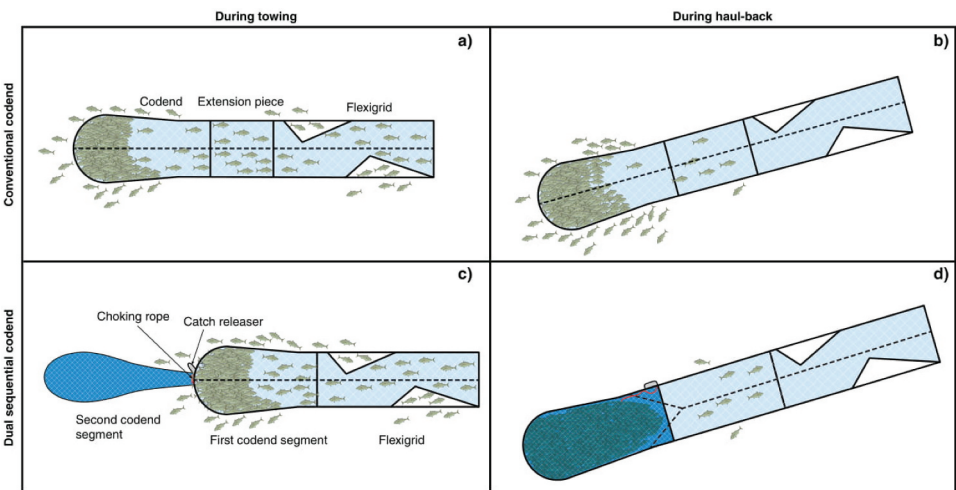 During towing
During haul-back
Conventional codend
a)
Codend
Extension piece
Flexigrid
b)
Dual sequential codend
c)
Choking rope
Catch releaser
Second codend
segment
First codend segment
Flexigrid
d)